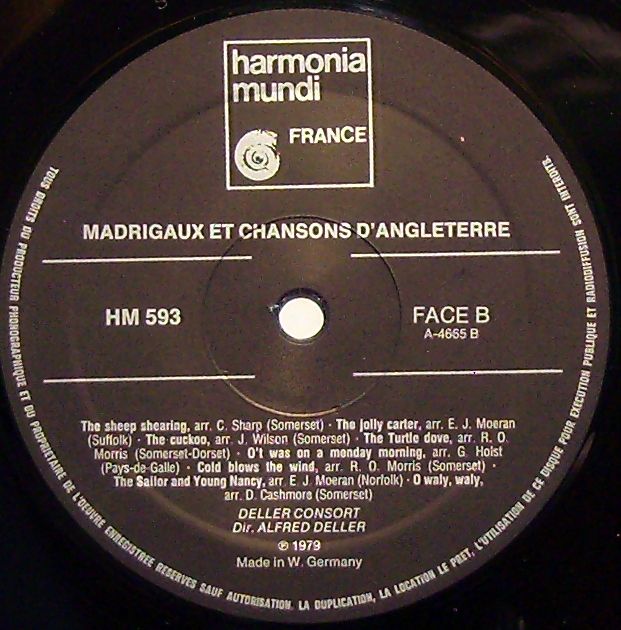 harmonia
mundi
FRANCE
MADRIGAUX ET CHANSONS D'ANGLETERRE
HM 593
FACE B
A-4665 B
The sheep shearing, arr. C. Sharp (Somerset) · The jolly carter, arr. E. J. Moeran
(Suffolk) · The cuckoo, arr. J. Wilson (Somerset) · The Turtle dove, arr. R. O.
Morris (Somerset-Dorset) · O't was on a monday morning, arr. G. Holst
(Pays-de-Galle) · Cold blows the wind, arr. R. O. Morris (Somerset) ·
The Sailor and Young Nancy, arr. E. J. Moeran (Norfolk) · O waly, waly,
arr. D. Cashmore (Somerset)
DELLER CONSORT
Dir. ALFRED DELLER
℗ 1979
Made in W. Germany
TOUS DROITS DU PRODUCTEUR PHONOGRAPHIQUE ET DU PROPRIETAIRE DE L'OEUVRE ENREGISTREE RESERVES SAUF AUTORISATION, LA DUPLICATION, LA LOCATION LE PRET, L'UTILISATION DE CE DISQUE POUR EXECUTION PUBLIQUE ET RADIODIFFUSION SONT INTERDITS.